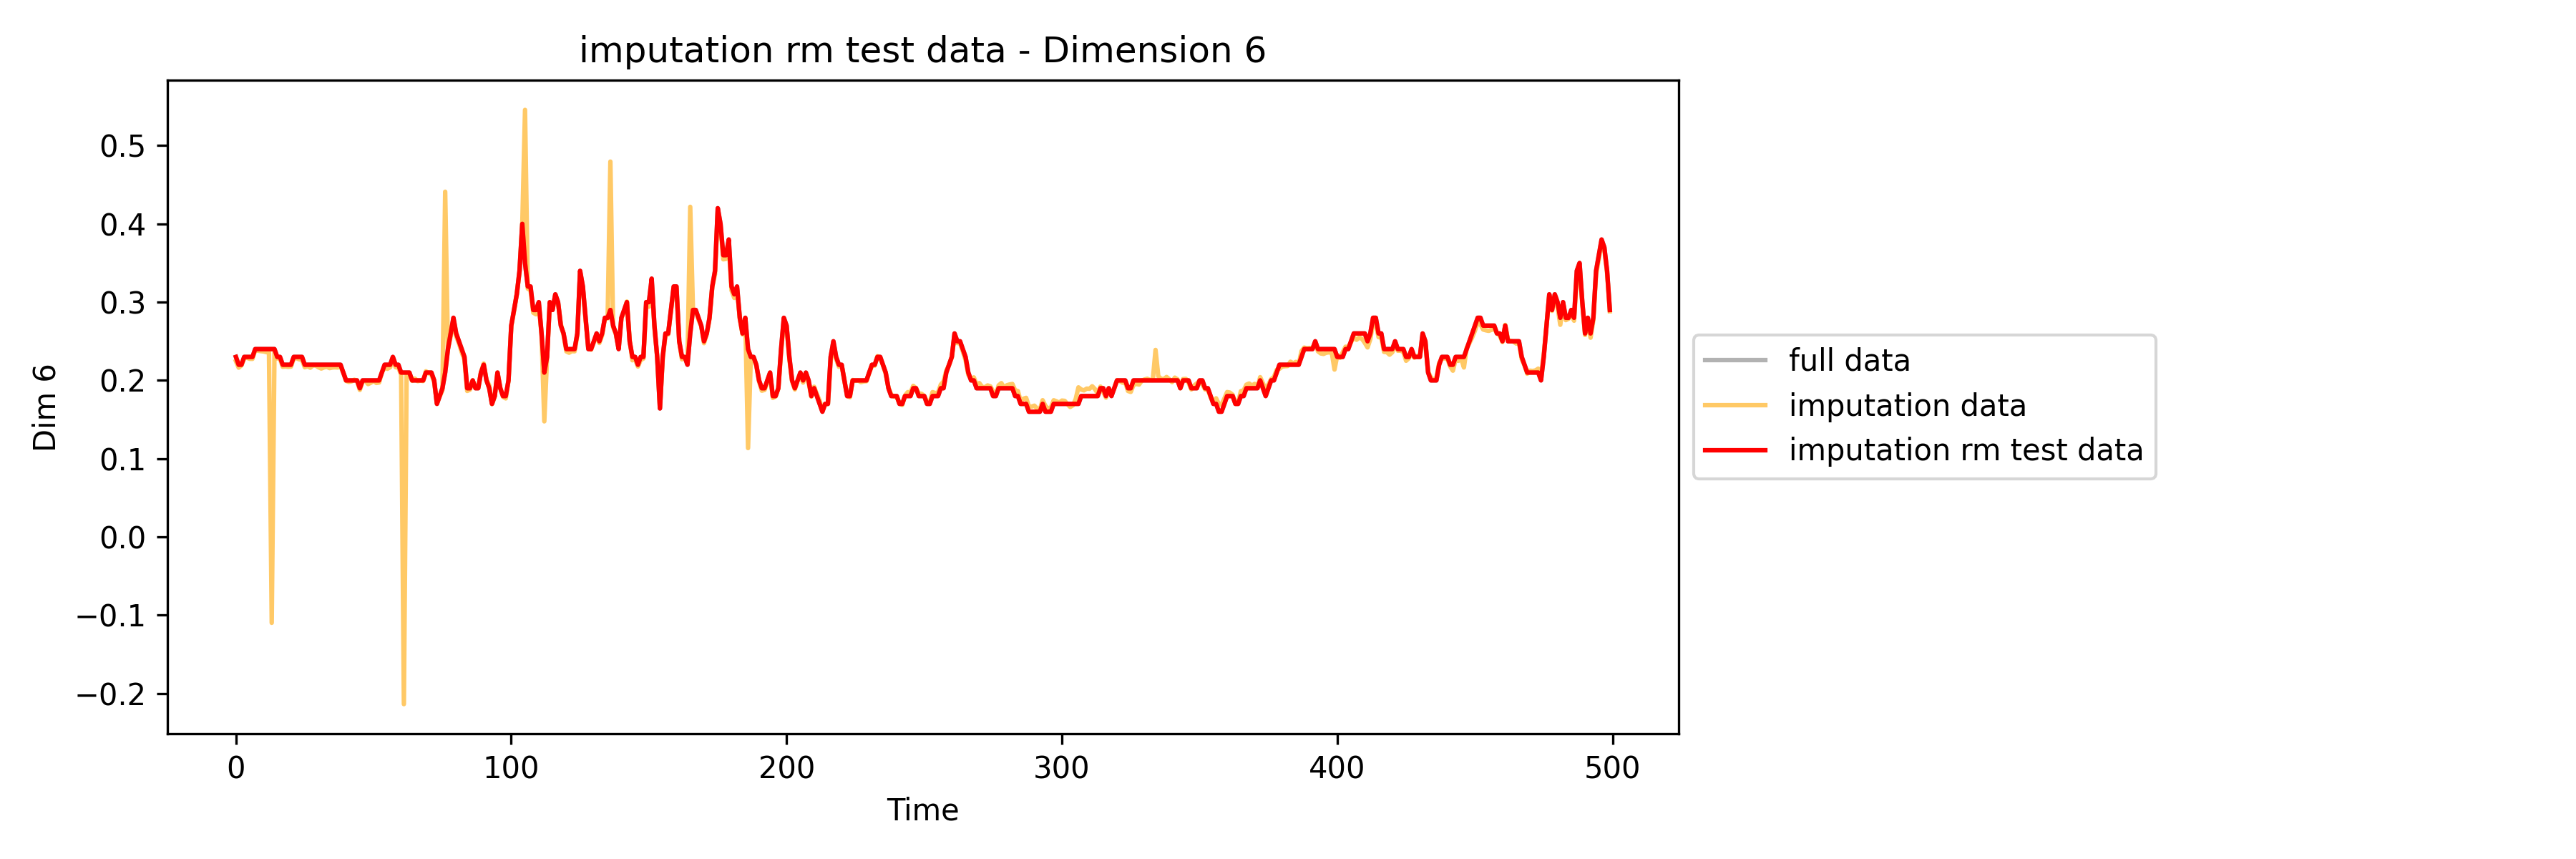 imputation rm test data - Dimension 6
0.5
0.4
0.3
0.2
0.1
0.0
−0.1
−0.2
Dim 6
0 100 200 300 400 500
Time
full data
imputation data
imputation rm test data